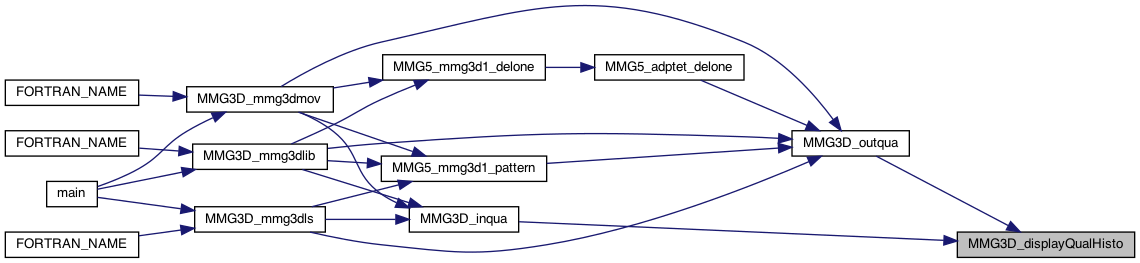 FORTRAN_NAME
FORTRAN_NAME
main
FORTRAN_NAME
MMG3D_mmg3dmov
MMG3D_mmg3dlib
MMG3D_mmg3dls
MMG5_mmg3d1_delone
MMG5_mmg3d1_pattern
MMG3D_inqua
MMG5_adptet_delone
MMG3D_outqua
MMG3D_displayQualHisto